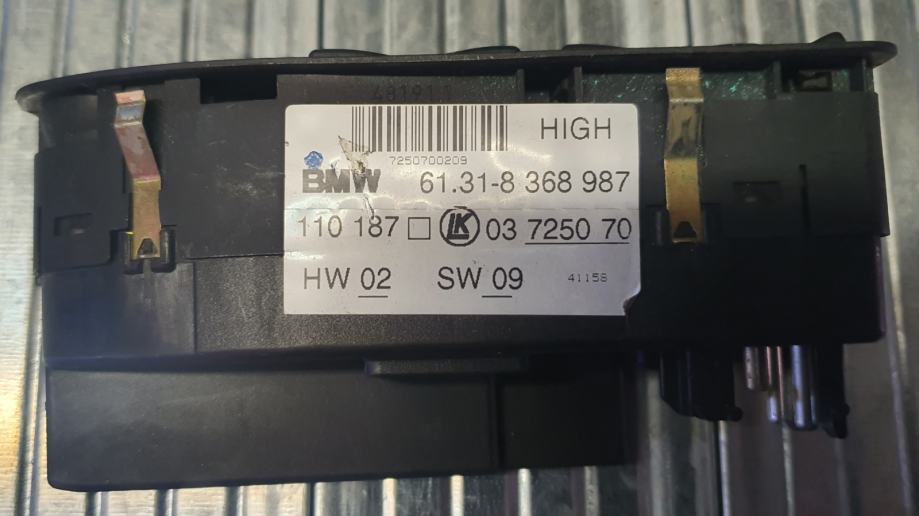 HIGH
7250700209
BMW 61.31-8 368 987
110 187 □ LK 03 7250 70
HW 02 SW 09 41158